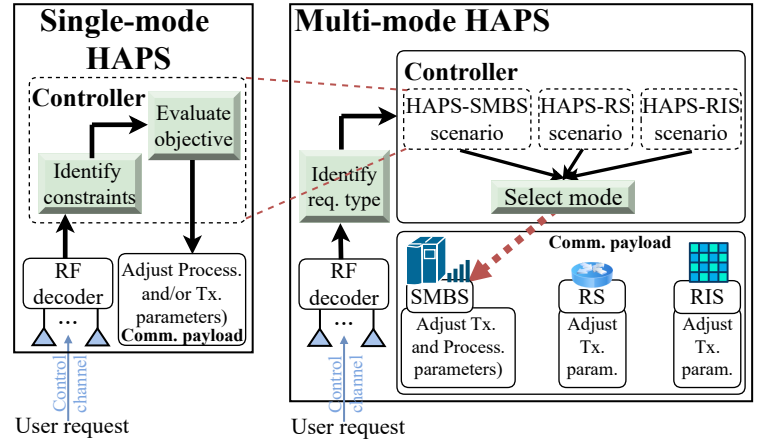 Single-mode
HAPS
Controller
Evaluate
objective
Identify
constraints
RF
decoder
...
Adjust Process.
and/or Tx.
parameters)
Comm. payload
Control
channel
User request
Multi-mode HAPS
Controller
HAPS-SMBS
scenario
HAPS-RS
scenario
HAPS-RIS
scenario
Select mode
Identify
req. type
RF
decoder
...
Control
channel
User request
Comm. payload
SMBS
Adjust Tx.
and Process.
parameters)
RS
Adjust
Tx.
param.
RIS
Adjust
Tx.
param.